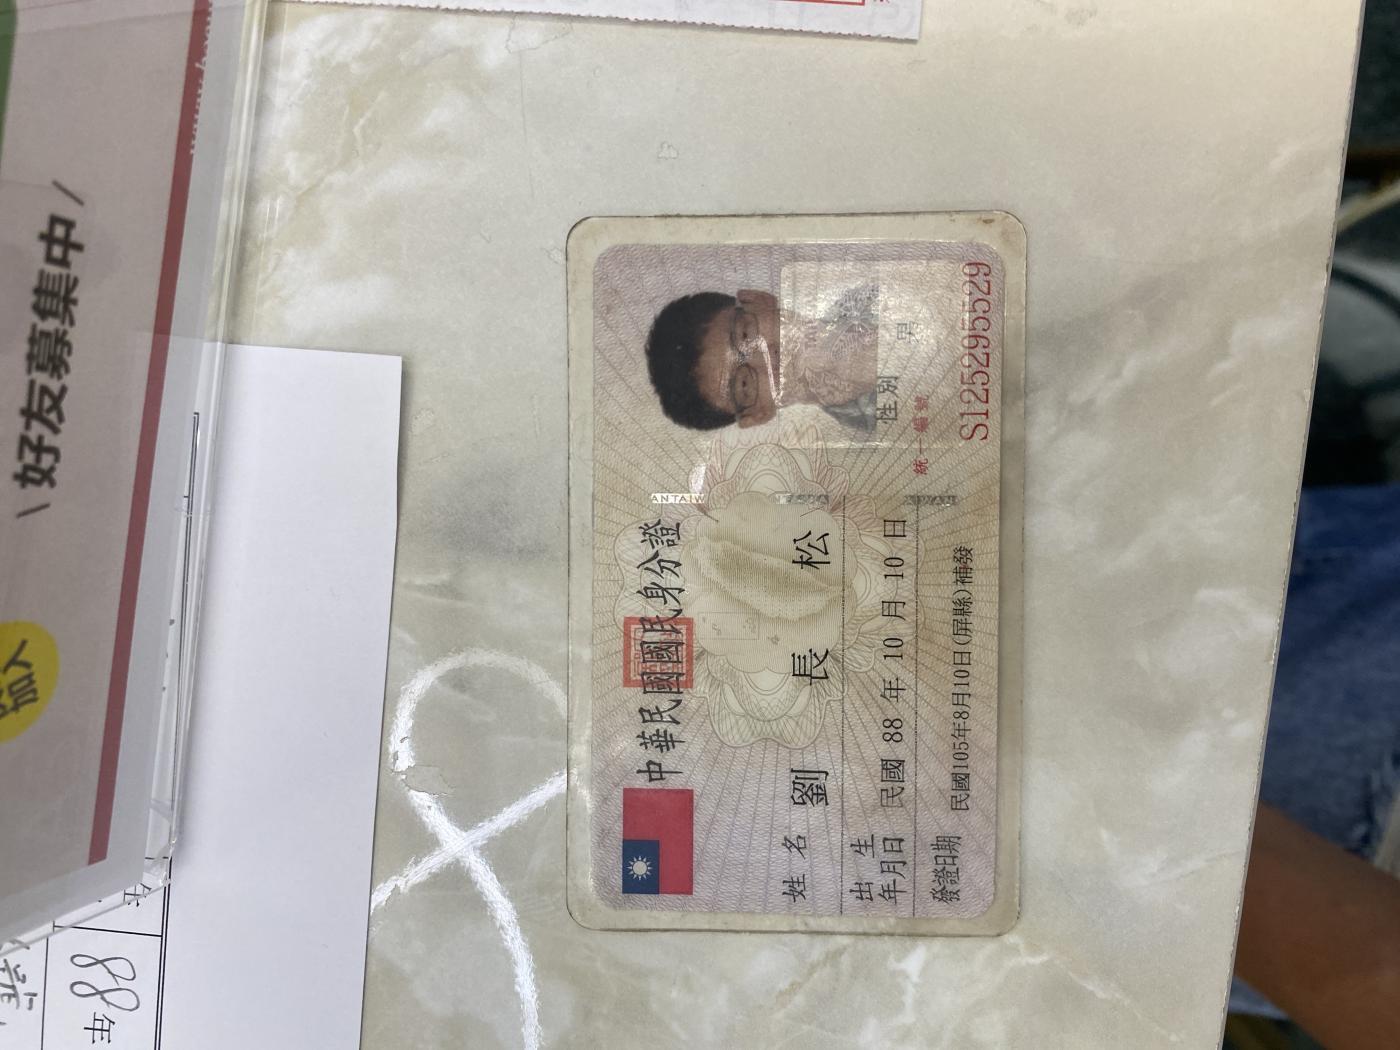 中華民國國民身分證
姓名 劉長松
出生年月日 民國 88 年 10 月 10 日
性別 男
發證日期 民國105年8月10日(屏縣)補發
統一編號
S125295529
\ 好友募集中 /
加入
88年